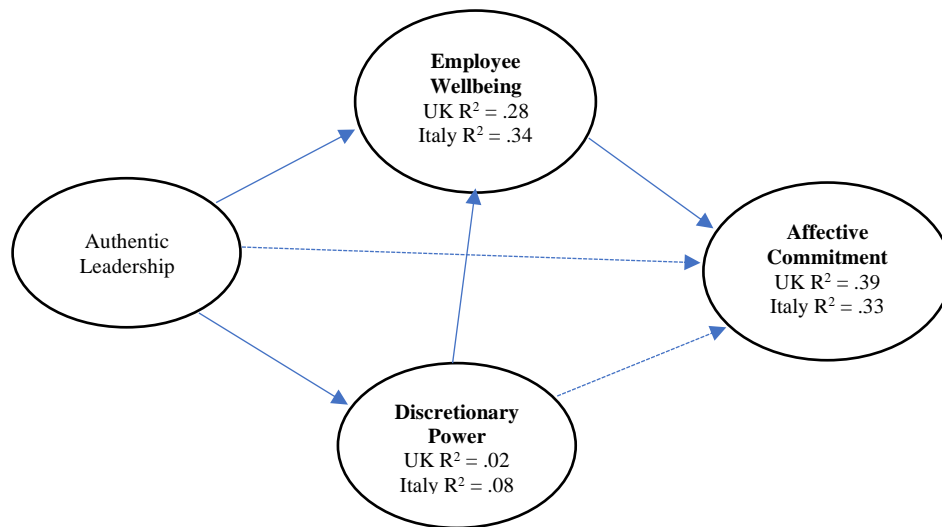 Employee
Wellbeing
UK R² = .28
Italy R² = .34
Authentic
Leadership
Affective
Commitment
UK R² = .39
Italy R² = .33
Discretionary
Power
UK R² = .02
Italy R² = .08